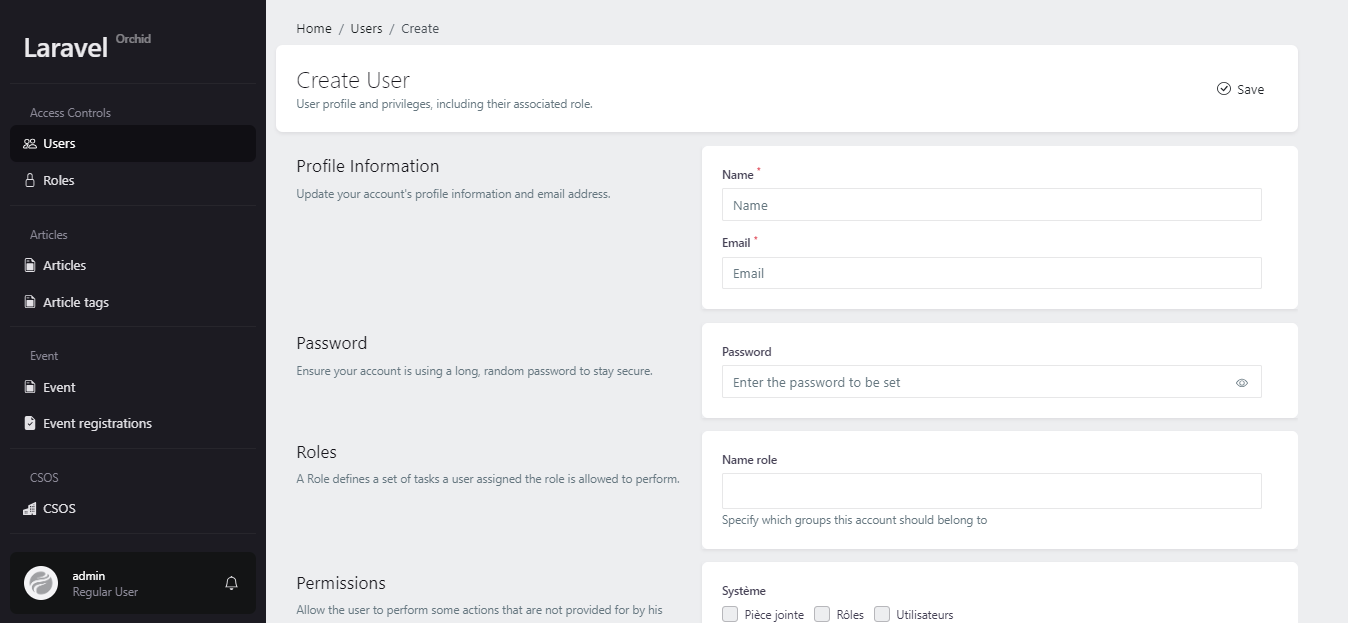 Laravel Orchid
Access Controls
Users
Roles
Articles
Articles
Article tags
Event
Event
Event registrations
CSOS
CSOS
admin
Regular User
Home / Users / Create
Create User
User profile and privileges, including their associated role.
Save
Profile Information
Update your account's profile information and email address.
Name *
Name
Email *
Email
Password
Ensure your account is using a long, random password to stay secure.
Password
Enter the password to be set
Roles
A Role defines a set of tasks a user assigned the role is allowed to perform.
Name role
Specify which groups this account should belong to
Permissions
Allow the user to perform some actions that are not provided for by his
Système
Pièce jointe Rôles Utilisateurs